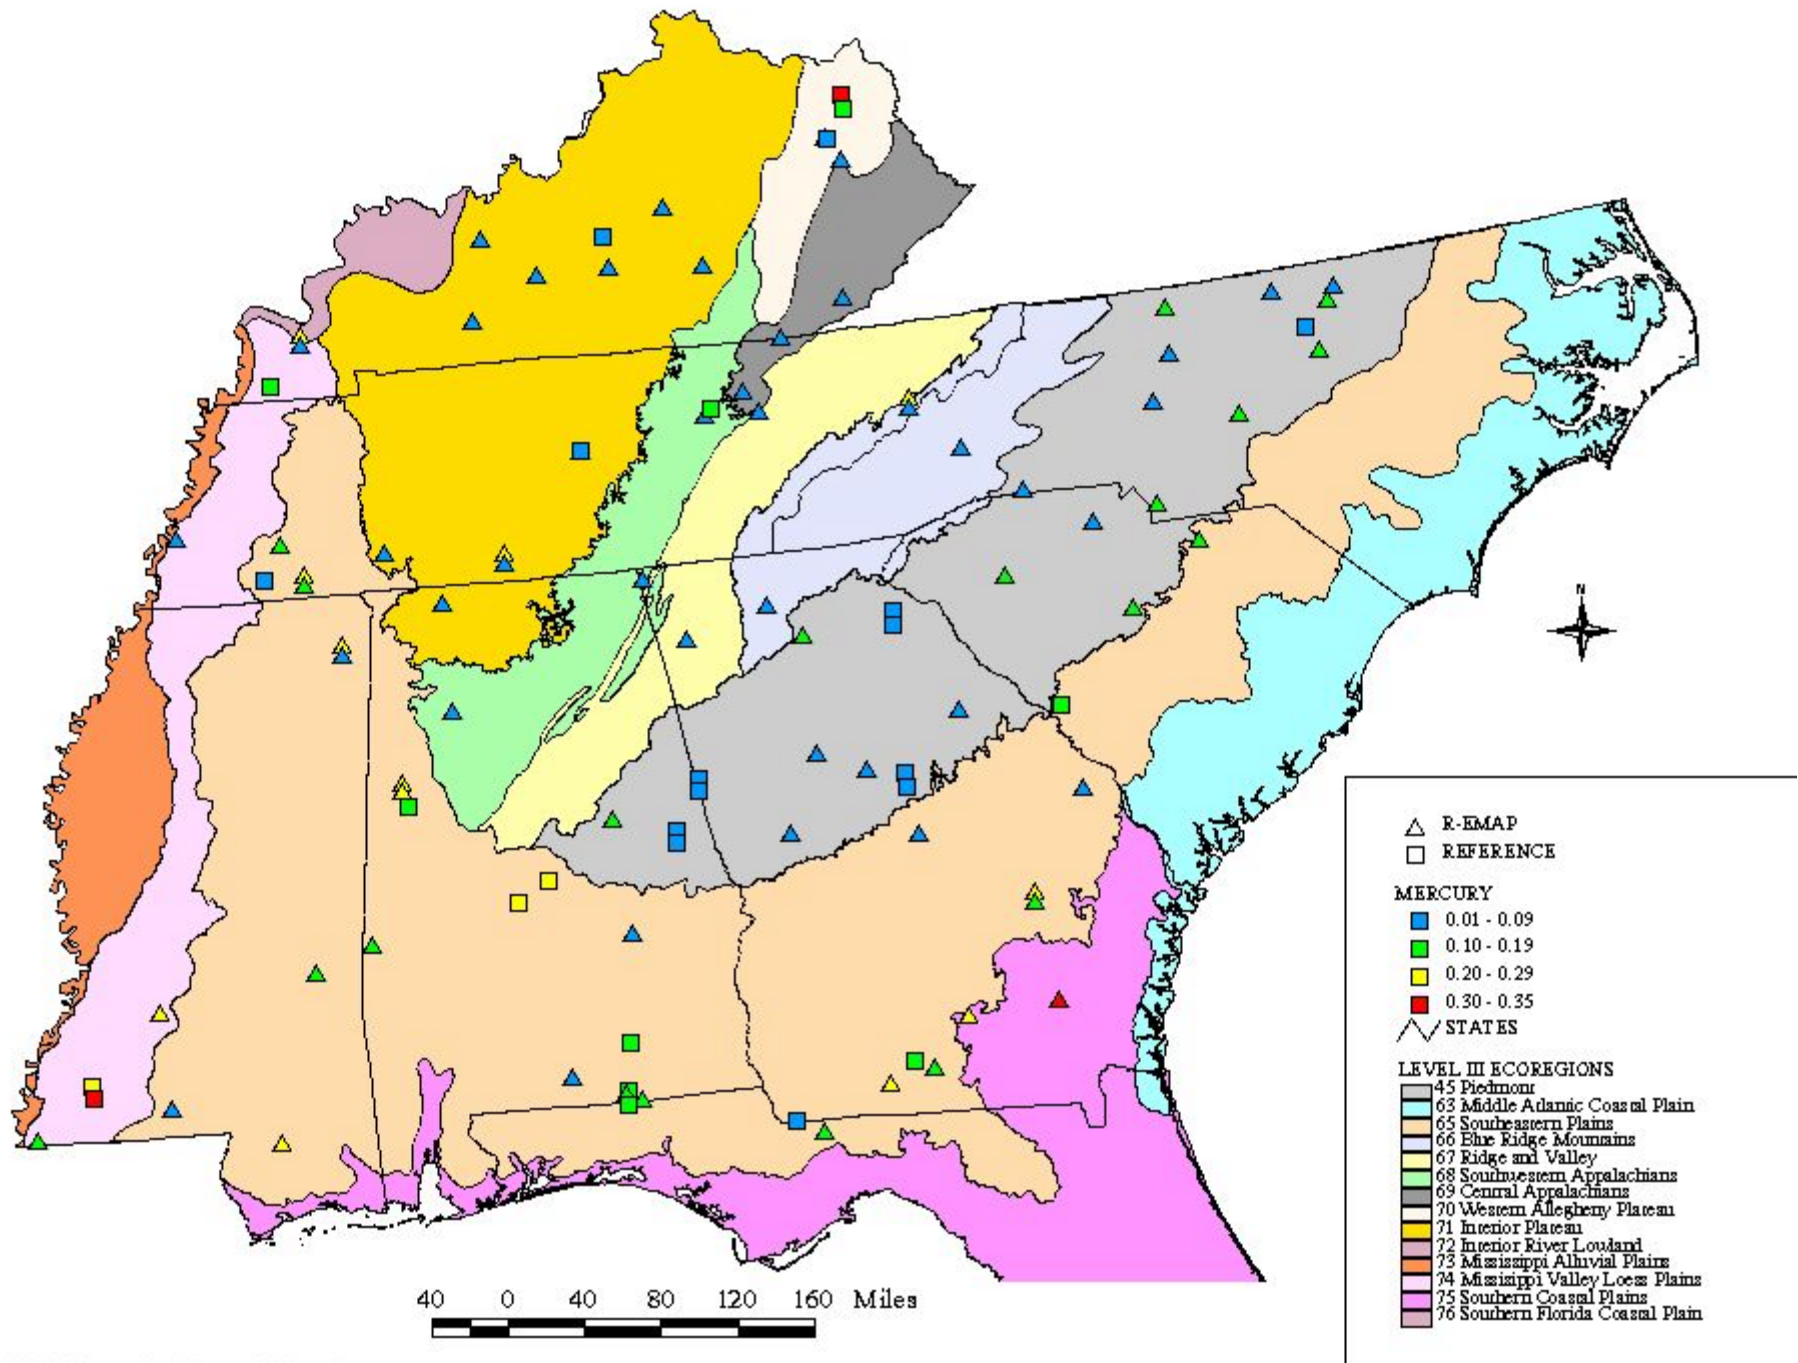 N
R-EMAP
REFERENCE
MERCURY
0.01 - 0.09
0.10 - 0.19
0.20 - 0.29
0.30 - 0.35
STATES
LEVEL III ECOREGIONS
45 Piedmont
63 Middle Atlantic Coastal Plain
65 Southeastern Plains
66 Blue Ridge Mountains
67 Ridge and Valley
68 Southwestern Appalachians
69 Central Appalachians
70 Western Allegheny Plateau
71 Interior Plateau
72 Interior River Lowland
73 Mississippi Alluvial Plains
74 Missisippi Valley Loess Plains
75 Southern Coastal Plains
76 Southern Florida Coastal Plain
40 0 40 80 120 160 Miles